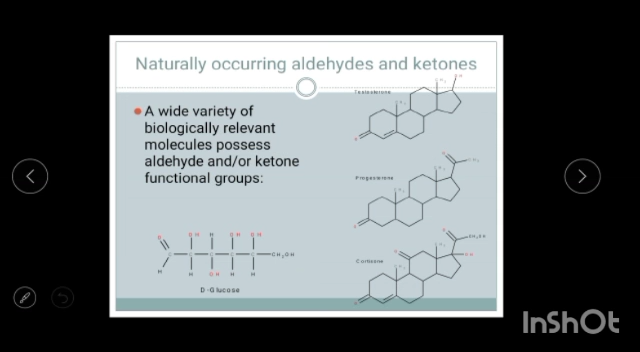 Naturally occurring aldehydes and ketones
A wide variety of
biologically relevant
molecules possess
aldehyde and/or ketone
functional groups:
Testosterone
Progesterone
Cortisone
D-Glucose
InShOt